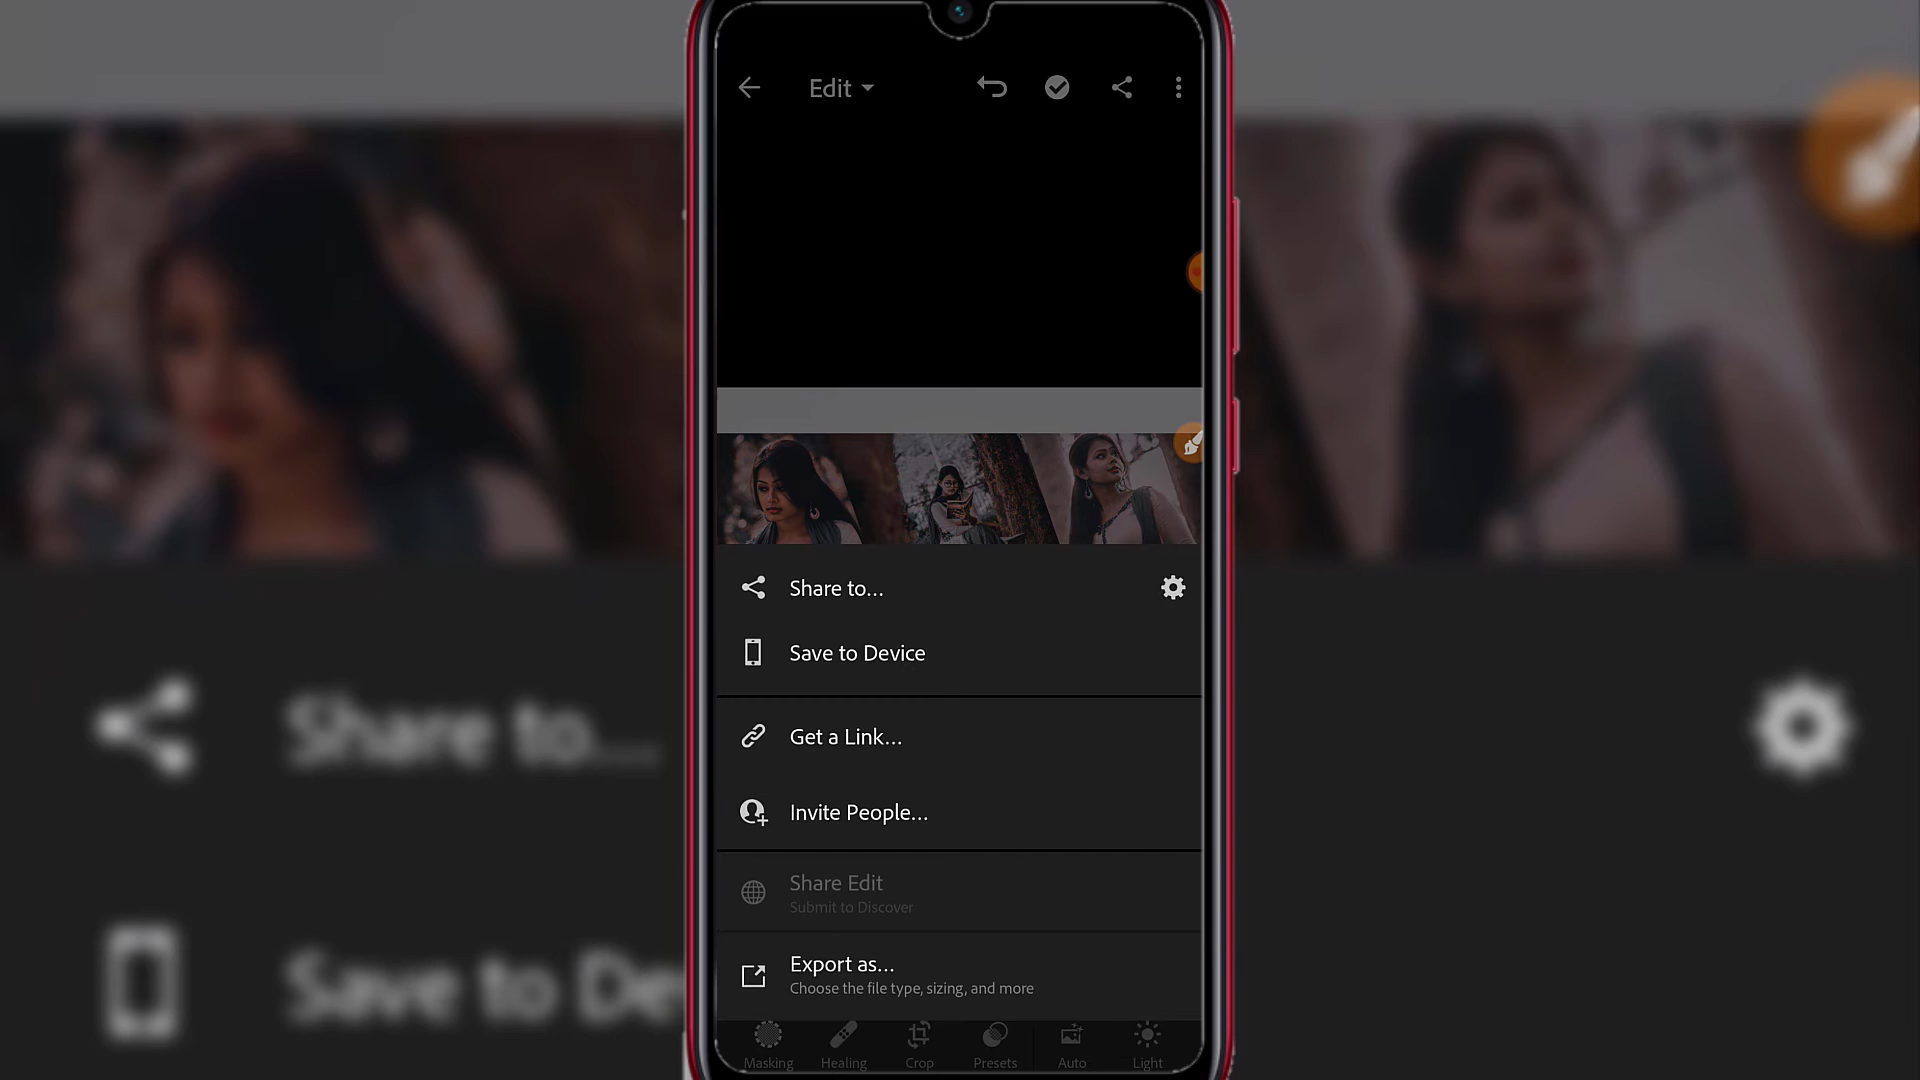 Edit
Share to...
Save to Device
Get a Link...
Invite People...
Share Edit
Submit to Discover
Export as...
Choose the file type, sizing, and more
Masking
Healing
Crop
Presets
Auto
Light
Share to...
Save to De